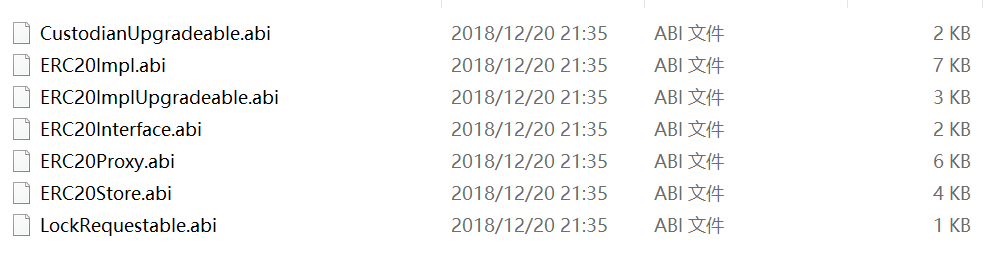 CustodianUpgradeable.abi 2018/12/20 21:35 ABI 文件 2 KB
ERC20Impl.abi 2018/12/20 21:35 ABI 文件 7 KB
ERC20ImplUpgradeable.abi 2018/12/20 21:35 ABI 文件 3 KB
ERC20Interface.abi 2018/12/20 21:35 ABI 文件 2 KB
ERC20Proxy.abi 2018/12/20 21:35 ABI 文件 6 KB
ERC20Store.abi 2018/12/20 21:35 ABI 文件 4 KB
LockRequestable.abi 2018/12/20 21:35 ABI 文件 1 KB